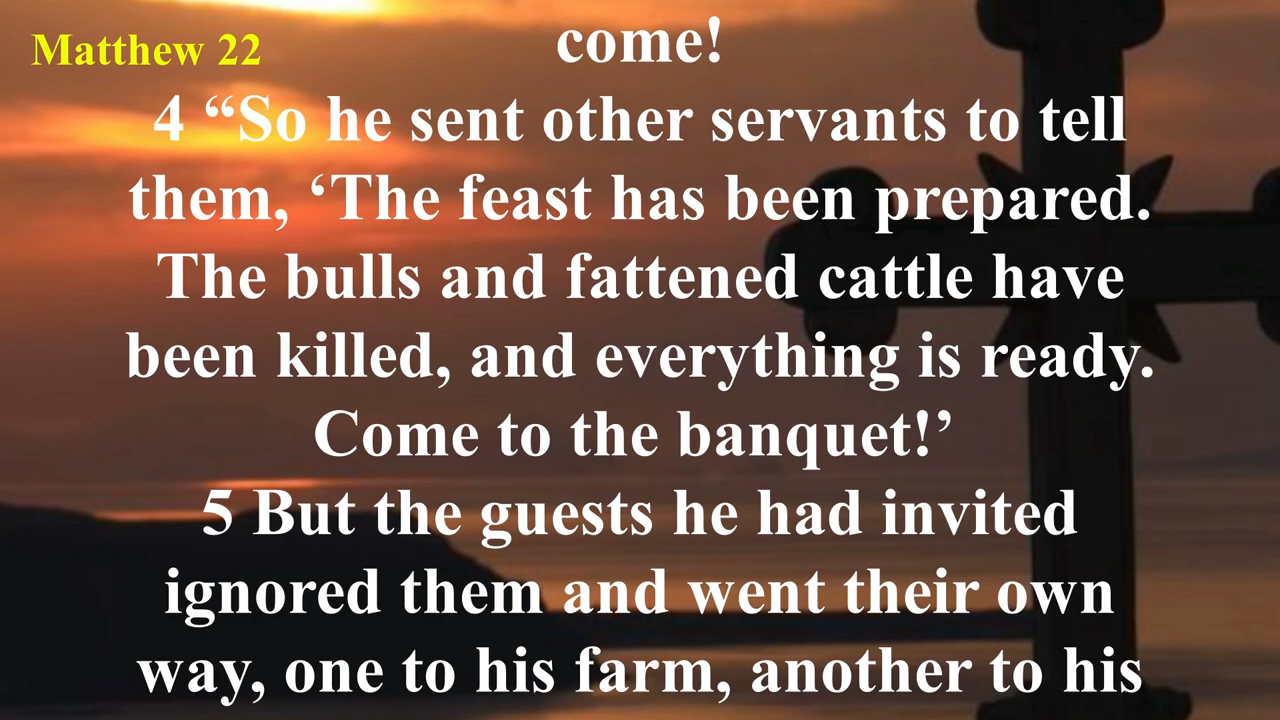 Matthew 22
come!
4 “So he sent other servants to tell
them, ‘The feast has been prepared.
The bulls and fattened cattle have
been killed, and everything is ready.
Come to the banquet!’
5 But the guests he had invited
ignored them and went their own
way, one to his farm, another to his